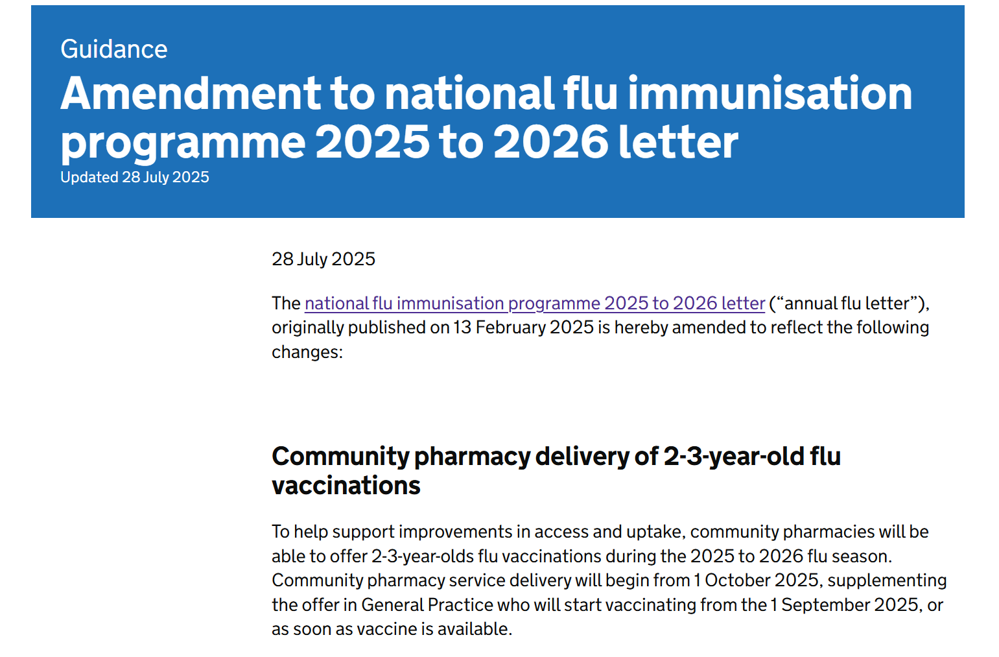 Guidance
Amendment to national flu immunisation
programme 2025 to 2026 letter
Updated 28 July 2025
28 July 2025
The national flu immunisation programme 2025 to 2026 letter (“annual flu letter”),
originally published on 13 February 2025 is hereby amended to reflect the following
changes:
Community pharmacy delivery of 2-3-year-old flu
vaccinations
To help support improvements in access and uptake, community pharmacies will be
able to offer 2-3-year-olds flu vaccinations during the 2025 to 2026 flu season.
Community pharmacy service delivery will begin from 1 October 2025, supplementing
the offer in General Practice who will start vaccinating from the 1 September 2025, or
as soon as vaccine is available.